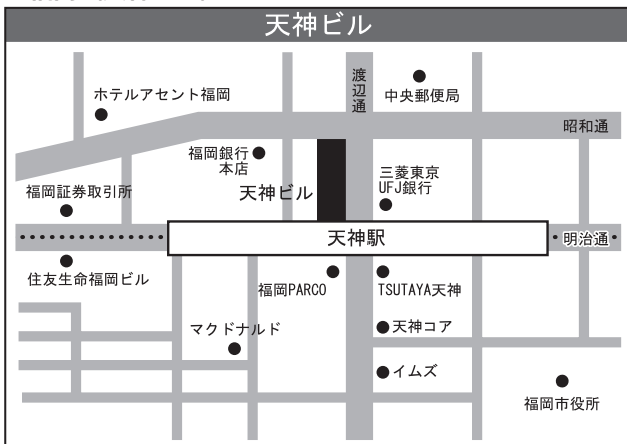 天神ビル
渡辺通
中央郵便局
ホテルアセント福岡
昭和通
福岡銀行
本店
三菱東京
UFJ銀行
福岡証券取引所
天神ビル
天神駅
明治通
住友生命福岡ビル
福岡PARCO
TSUTAYA天神
マクドナルド
天神コア
イムズ
福岡市役所